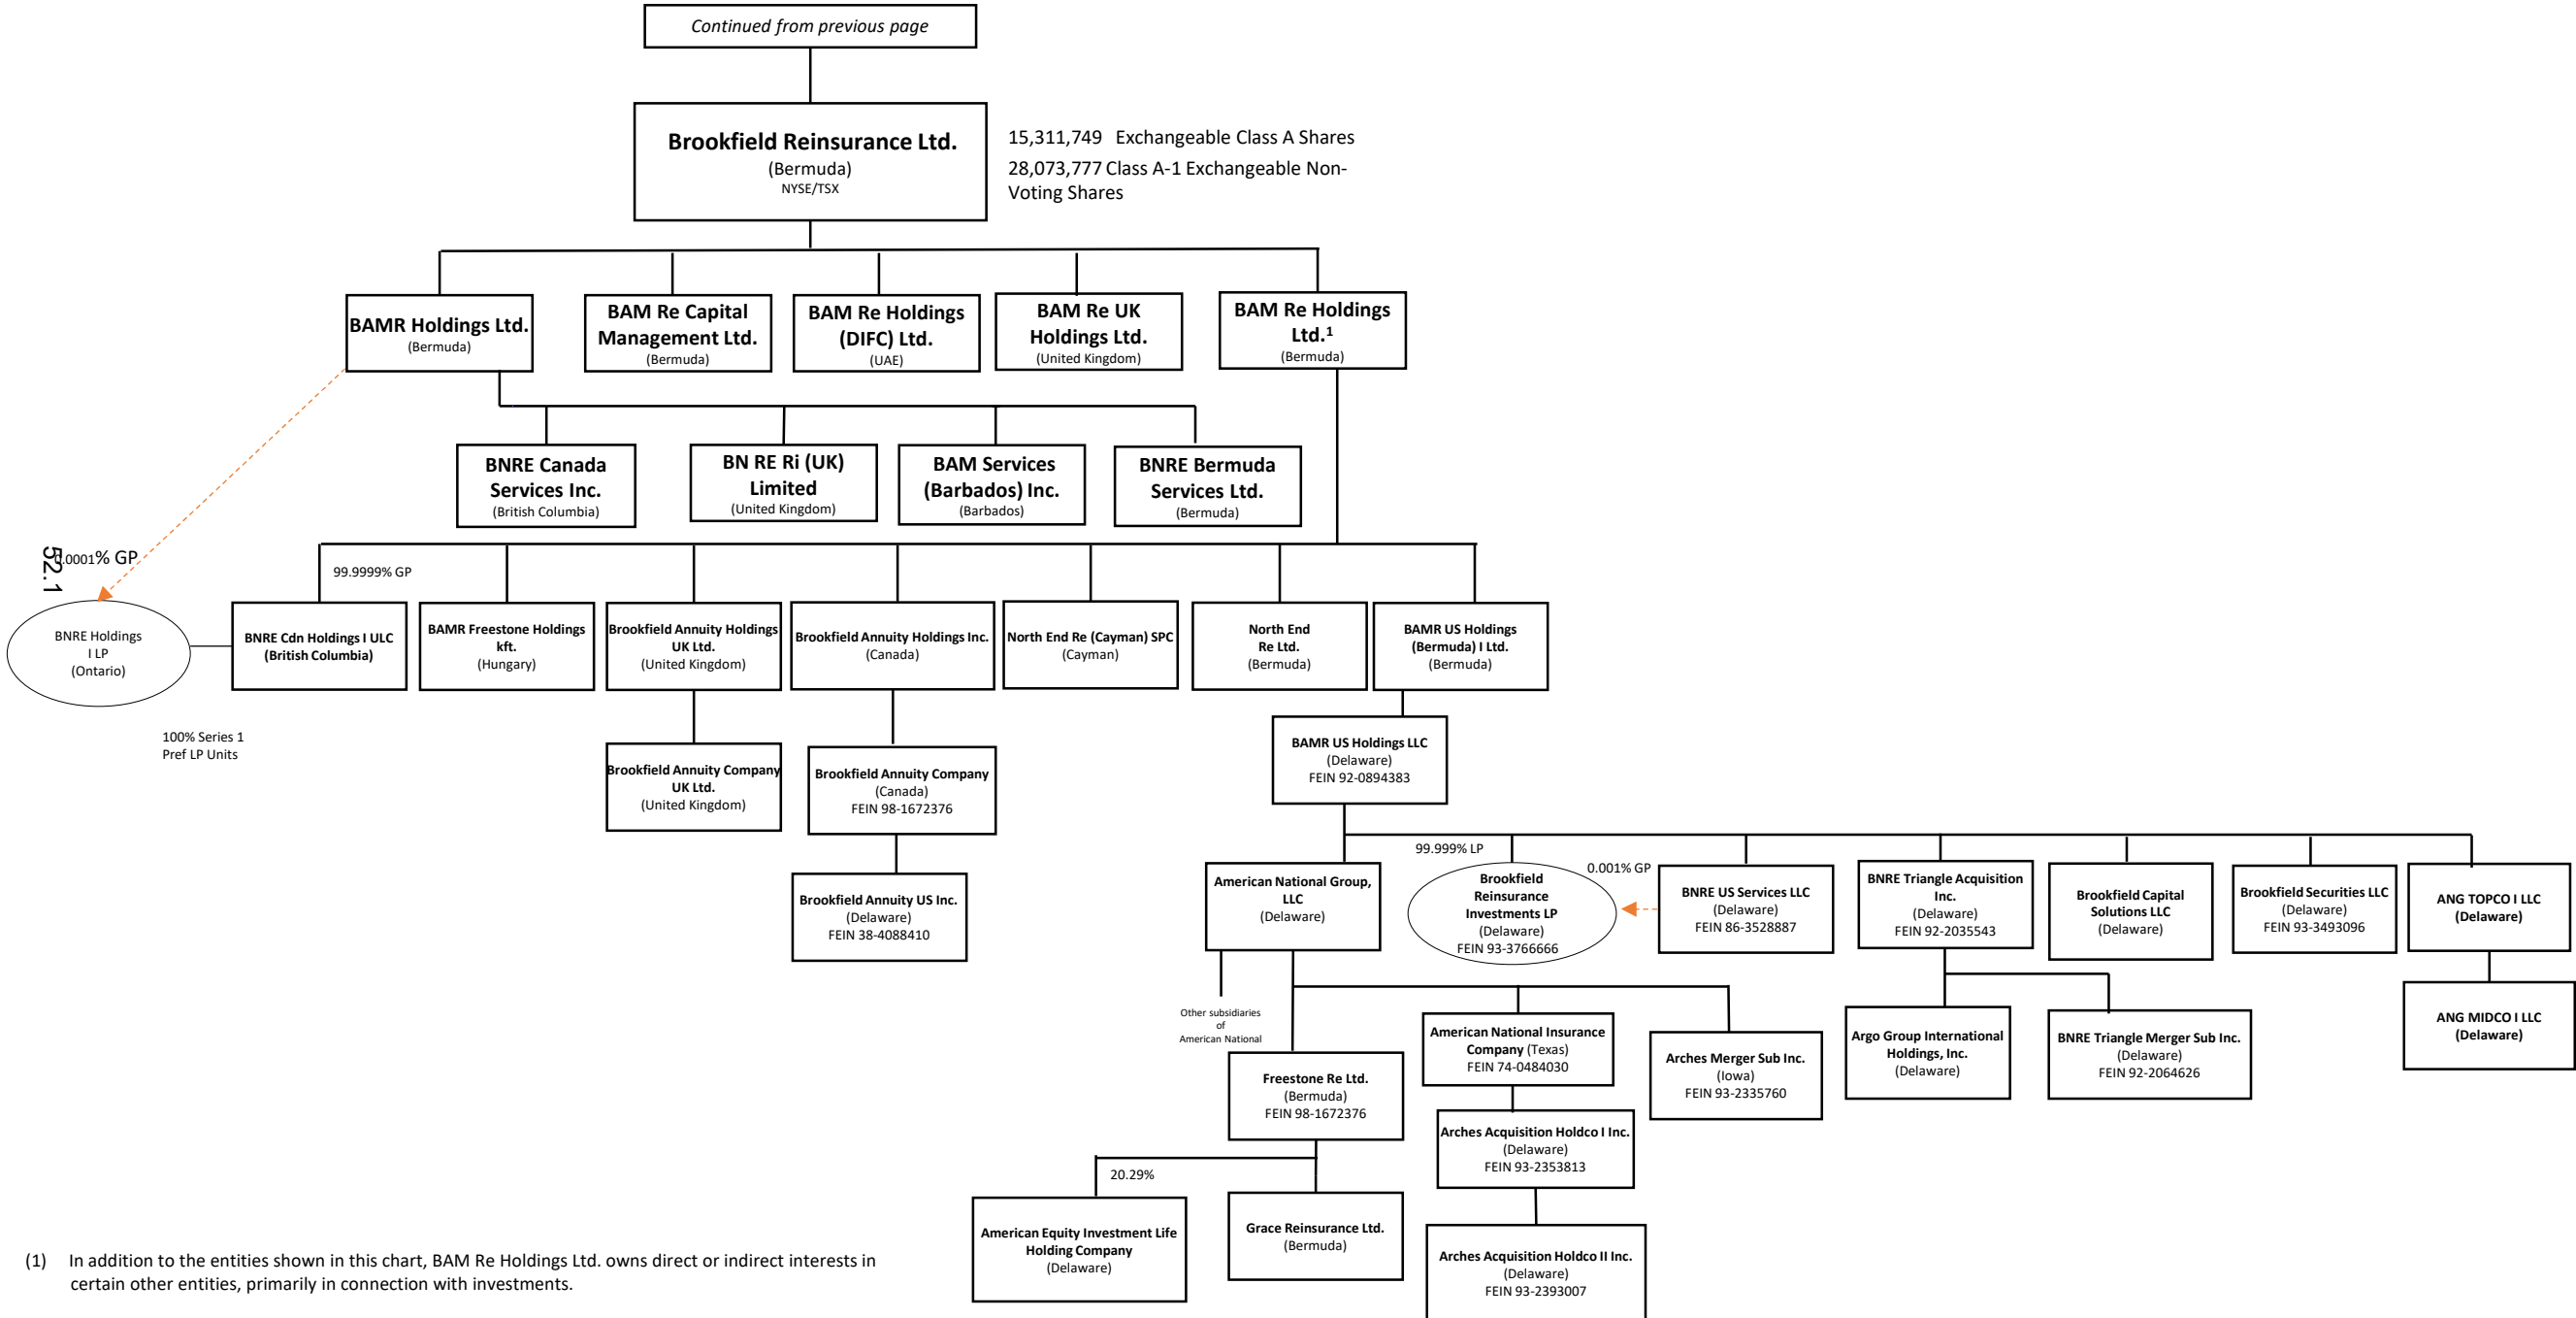 Continued from previous page
Brookfield Reinsurance Ltd.
(Bermuda)
NYSE/TSX
15,311,749 Exchangeable Class A Shares
28,073,777 Class A-1 Exchangeable Non-
Voting Shares
BAMR Holdings Ltd.
(Bermuda)
BAM Re Capital
Management Ltd.
(Bermuda)
BAM Re Holdings
(DIFC) Ltd.
(UAE)
BAM Re UK
Holdings Ltd.
(United Kingdom)
BAM Re Holdings
Ltd.1
(Bermuda)
BNRE Canada
Services Inc.
(British Columbia)
BN RE Ri (UK)
Limited
(United Kingdom)
BAM Services
(Barbados) Inc.
(Barbados)
BNRE Bermuda
Services Ltd.
(Bermuda)
52.1
0.0001% GP
99.9999% GP
BNRE Holdings
I LP
(Ontario)
BNRE Cdn Holdings I ULC
(British Columbia)
BAMR Freestone Holdings
kft.
(Hungary)
Brookfield Annuity Holdings
UK Ltd.
(United Kingdom)
Brookfield Annuity Holdings Inc.
(Canada)
North End Re (Cayman) SPC
(Cayman)
North End
Re Ltd.
(Bermuda)
BAMR US Holdings
(Bermuda) I Ltd.
(Bermuda)
100% Series 1
Pref LP Units
Brookfield Annuity Company
UK Ltd.
(United Kingdom)
Brookfield Annuity Company
(Canada)
FEIN 98-1672376
BAMR US Holdings LLC
(Delaware)
FEIN 92-0894383
Brookfield Annuity US Inc.
(Delaware)
FEIN 38-4088410
99.999% LP
0.001% GP
American National Group,
LLC
(Delaware)
Brookfield
Reinsurance
Investments LP
(Delaware)
FEIN 93-3766666
BNRE US Services LLC
(Delaware)
FEIN 86-3528887
BNRE Triangle Acquisition
Inc.
(Delaware)
FEIN 92-2035543
Brookfield Capital
Solutions LLC
(Delaware)
Brookfield Securities LLC
(Delaware)
FEIN 93-3493096
ANG TOPCO I LLC
(Delaware)
Other subsidiaries
of
American National
Freestone Re Ltd.
(Bermuda)
FEIN 98-1672376
American National Insurance
Company (Texas)
FEIN 74-0484030
Arches Merger Sub Inc.
(Iowa)
FEIN 93-2335760
Argo Group International
Holdings, Inc.
(Delaware)
BNRE Triangle Merger Sub Inc.
(Delaware)
FEIN 92-2064626
ANG MIDCO I LLC
(Delaware)
Arches Acquisition Holdco I Inc.
(Delaware)
FEIN 93-2353813
20.29%
American Equity Investment Life
Holding Company
(Delaware)
Grace Reinsurance Ltd.
(Bermuda)
Arches Acquisition Holdco II Inc.
(Delaware)
FEIN 93-2393007
(1) In addition to the entities shown in this chart, BAM Re Holdings Ltd. owns direct or indirect interests in
certain other entities, primarily in connection with investments.